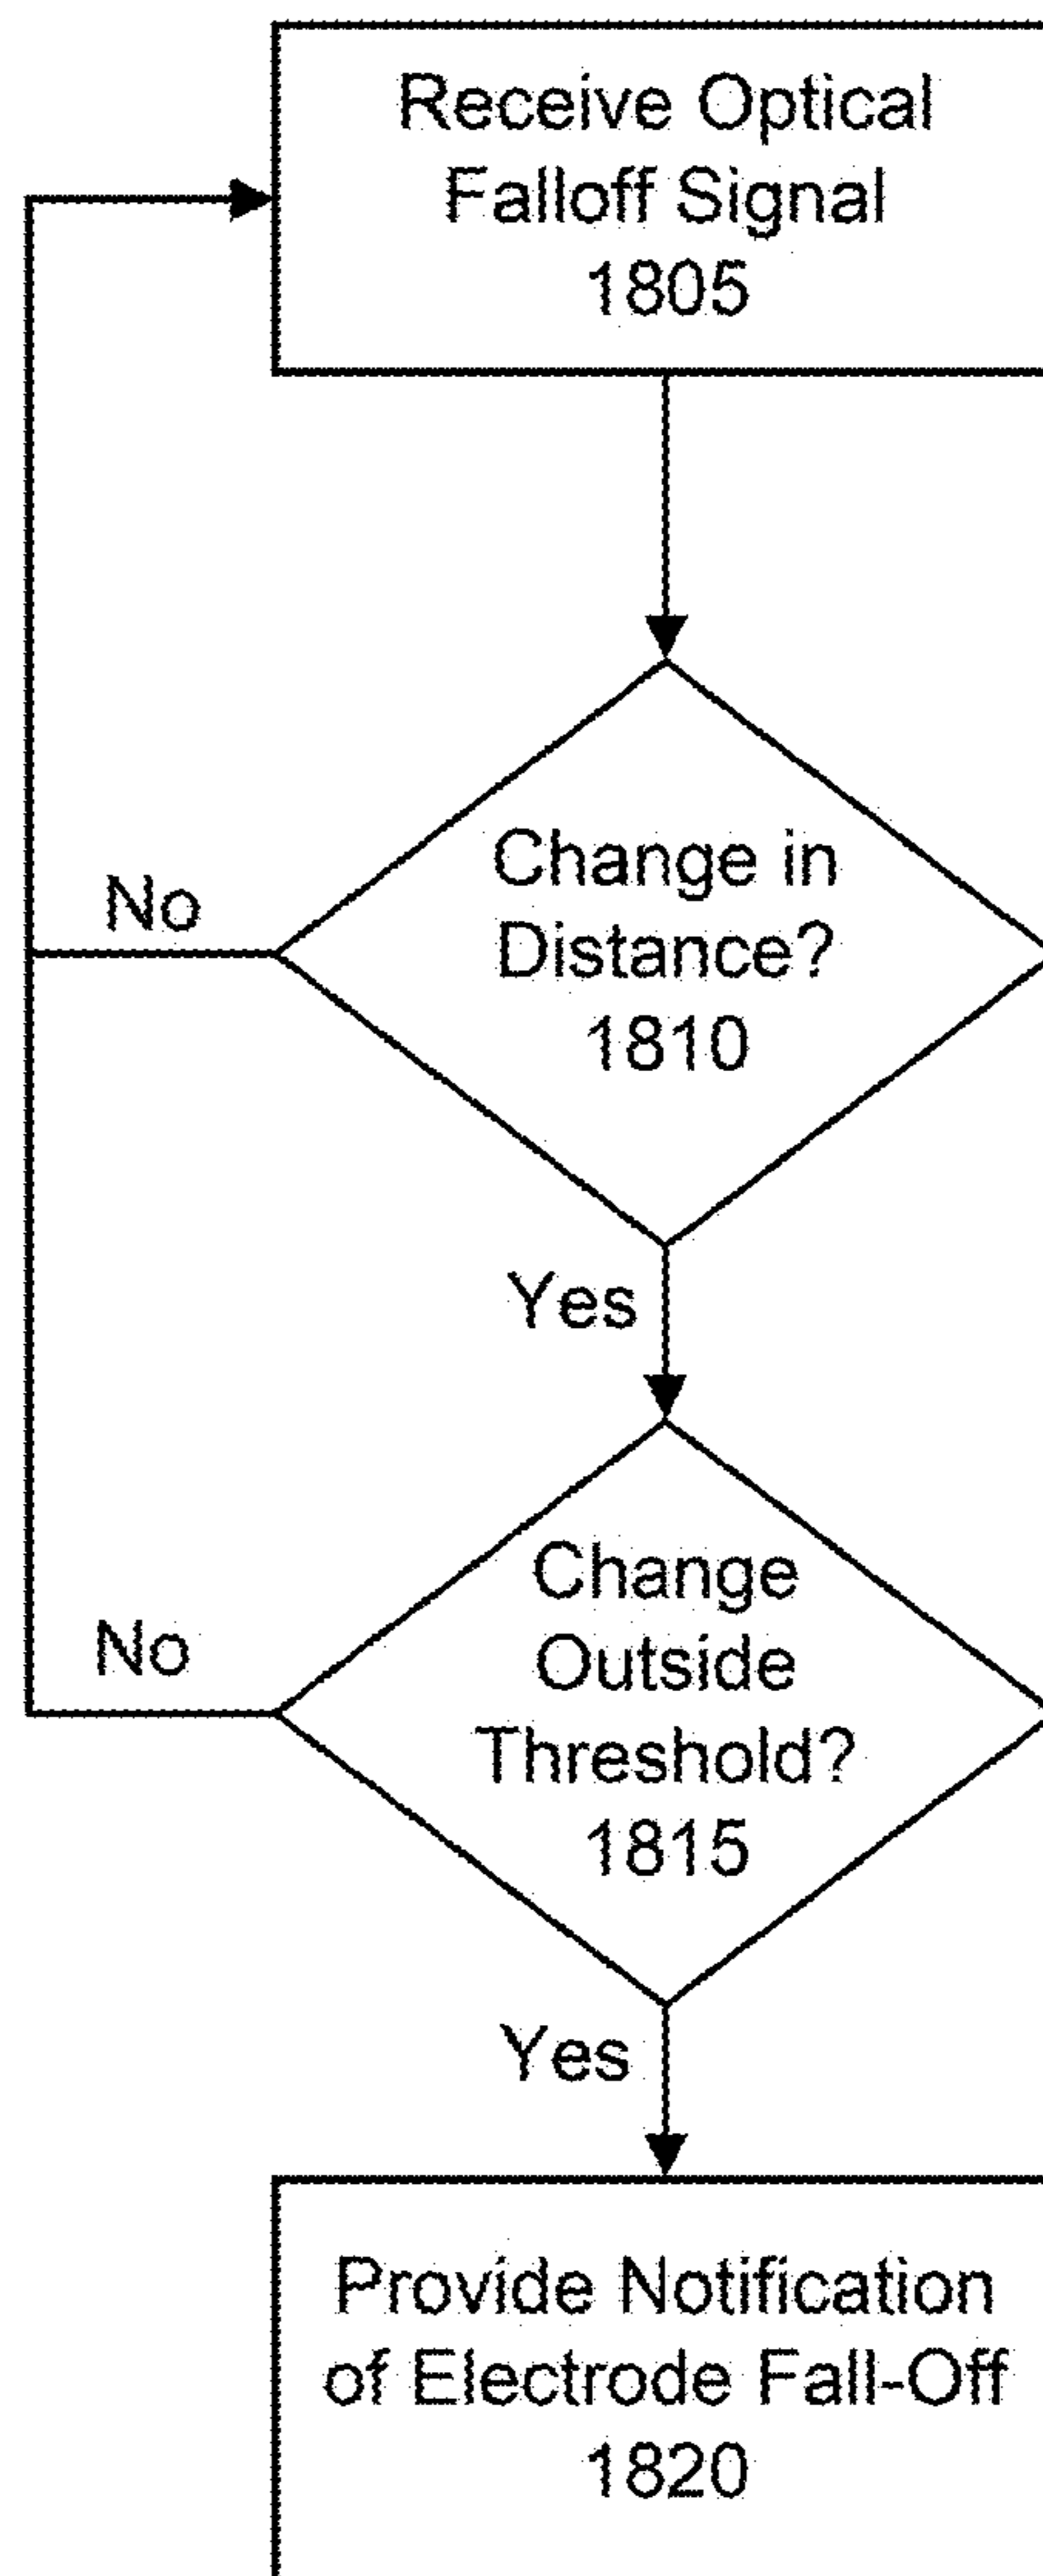 Receive Optical
Falloff Signal
1805
Change in
Distance?
1810
No
Yes
Change
Outside
Threshold?
1815
No
Yes
Provide Notification
of Electrode Fall-Off
1820